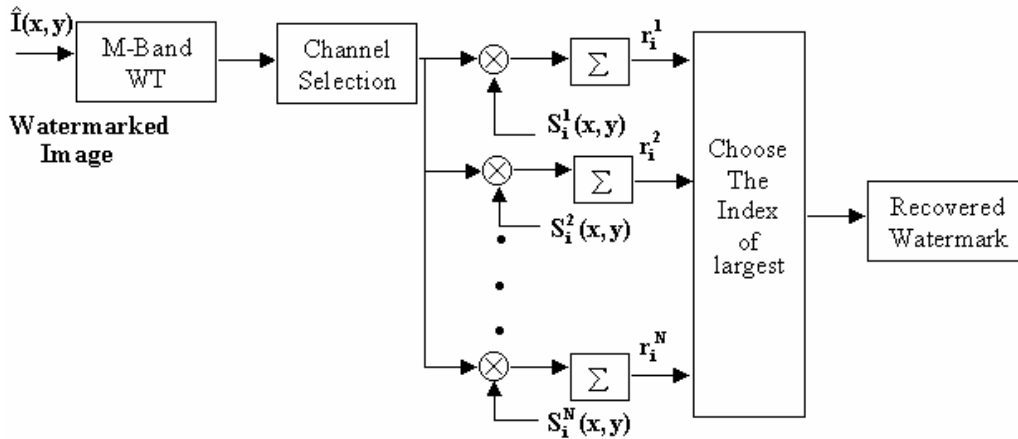 Î(x, y)
M-Band
WT
Watermarked
Image
Channel
Selection
Σ
r_i^1
S_i^1(x, y)
Σ
r_i^2
S_i^2(x, y)
Σ
r_i^N
S_i^N(x, y)
Choose
The
Index
of
largest
Recovered
Watermark